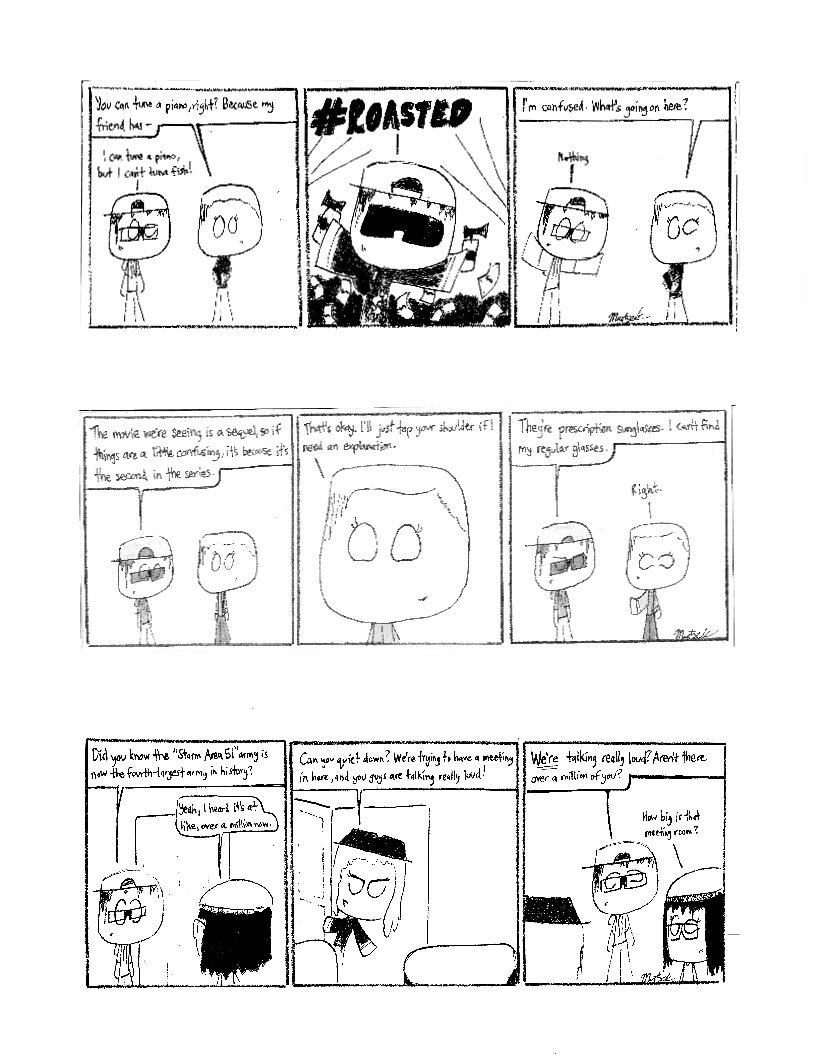 You can tune a piano, right? Because my
friend has –
I can tune a piano,
but I can't tuna fish!
#ROASTED
I'm confused. What's going on here?
Nothing
The movie we're seeing is a sequel, so if
things are a little confusing, it's because it's
the second in the series.
That's okay. I'll just tap your shoulder if I
need an explanation.
They're prescription sunglasses. I can't find
my regular glasses.
Right.
Did you know the "Storm Area 51" army is
now the fourth-largest army in history?
Yeah, I heard it's at
like, over a million now.
Can you quiet down? We're trying to have a meeting
in here, and you guys are talking really loud!
We're talking really loud? Aren't there
over a million of you?
How big is that
meeting room?